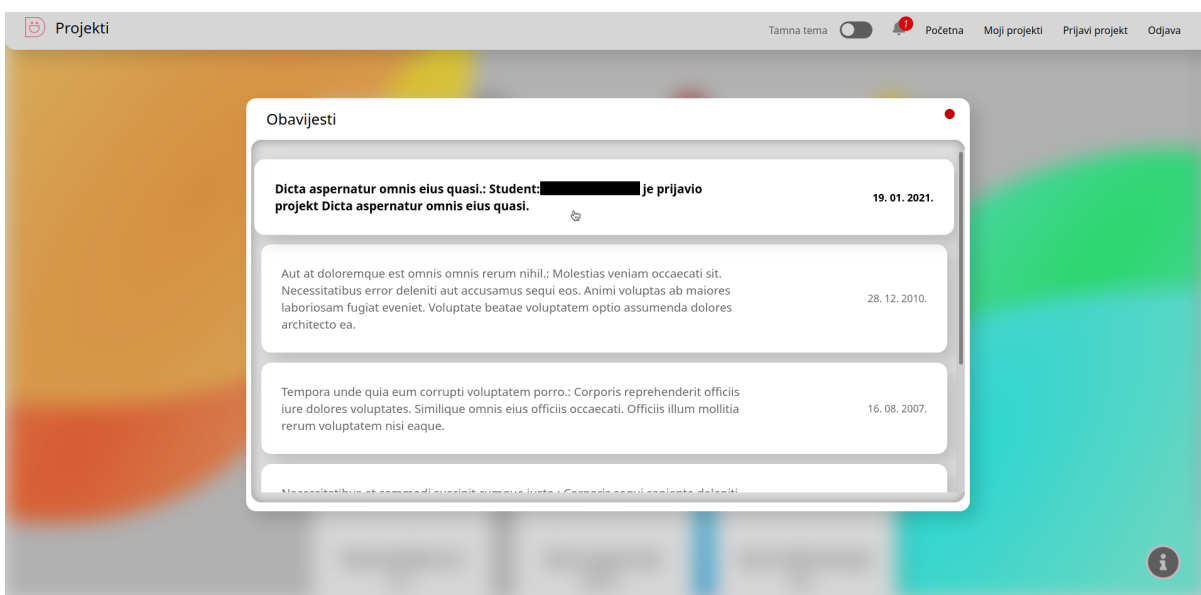 Projekti
Tamna tema
1
Početna
Moji projekti
Prijavi projekt
Odjava
Obavijesti
Dicta aspernatur omnis eius quasi.: Student: je prijavio
projekt Dicta aspernatur omnis eius quasi.
19. 01. 2021.
Aut at doloremque est omnis omnis rerum nihil.: Molestias veniam occaecati sit.
Necessitatibus error deleniti aut accusamus sequi eos. Animi voluptas ab maiores
laboriosam fugiat eveniet. Voluptate beatae voluptatem optio assumenda dolores
architecto ea.
28. 12. 2010.
Tempora unde quia eum corrupti voluptatem porro.: Corporis reprehenderit officiis
iure dolores voluptates. Similique omnis eius officiis occaecati. Officiis illum mollitia
rerum voluptatem nisi eaque.
16. 08. 2007.